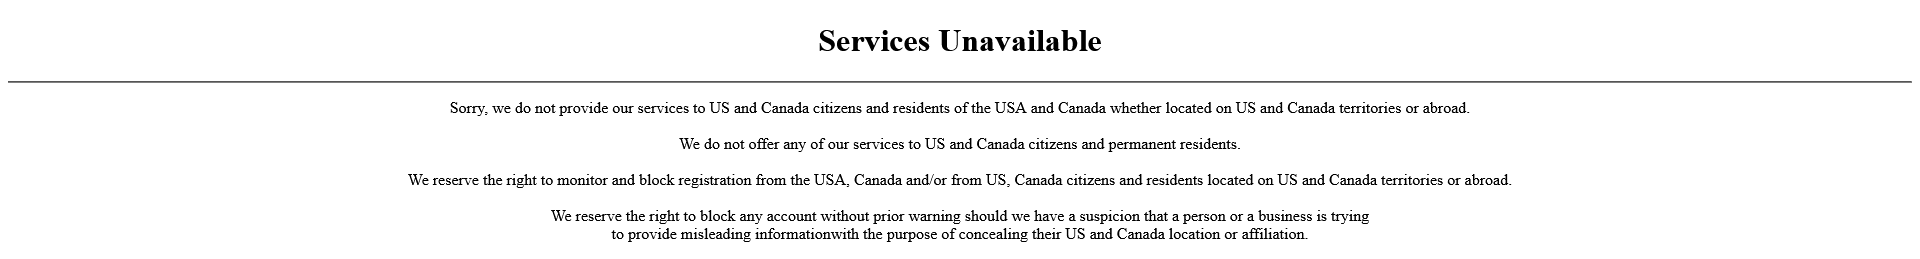 Services Unavailable
Sorry, we do not provide our services to US and Canada citizens and residents of the USA and Canada whether located on US and Canada territories or abroad.
We do not offer any of our services to US and Canada citizens and permanent residents.
We reserve the right to monitor and block registration from the USA, Canada and/or from US, Canada citizens and residents located on US and Canada territories or abroad.
We reserve the right to block any account without prior warning should we have a suspicion that a person or a business is trying
to provide misleading informationwith the purpose of concealing their US and Canada location or affiliation.